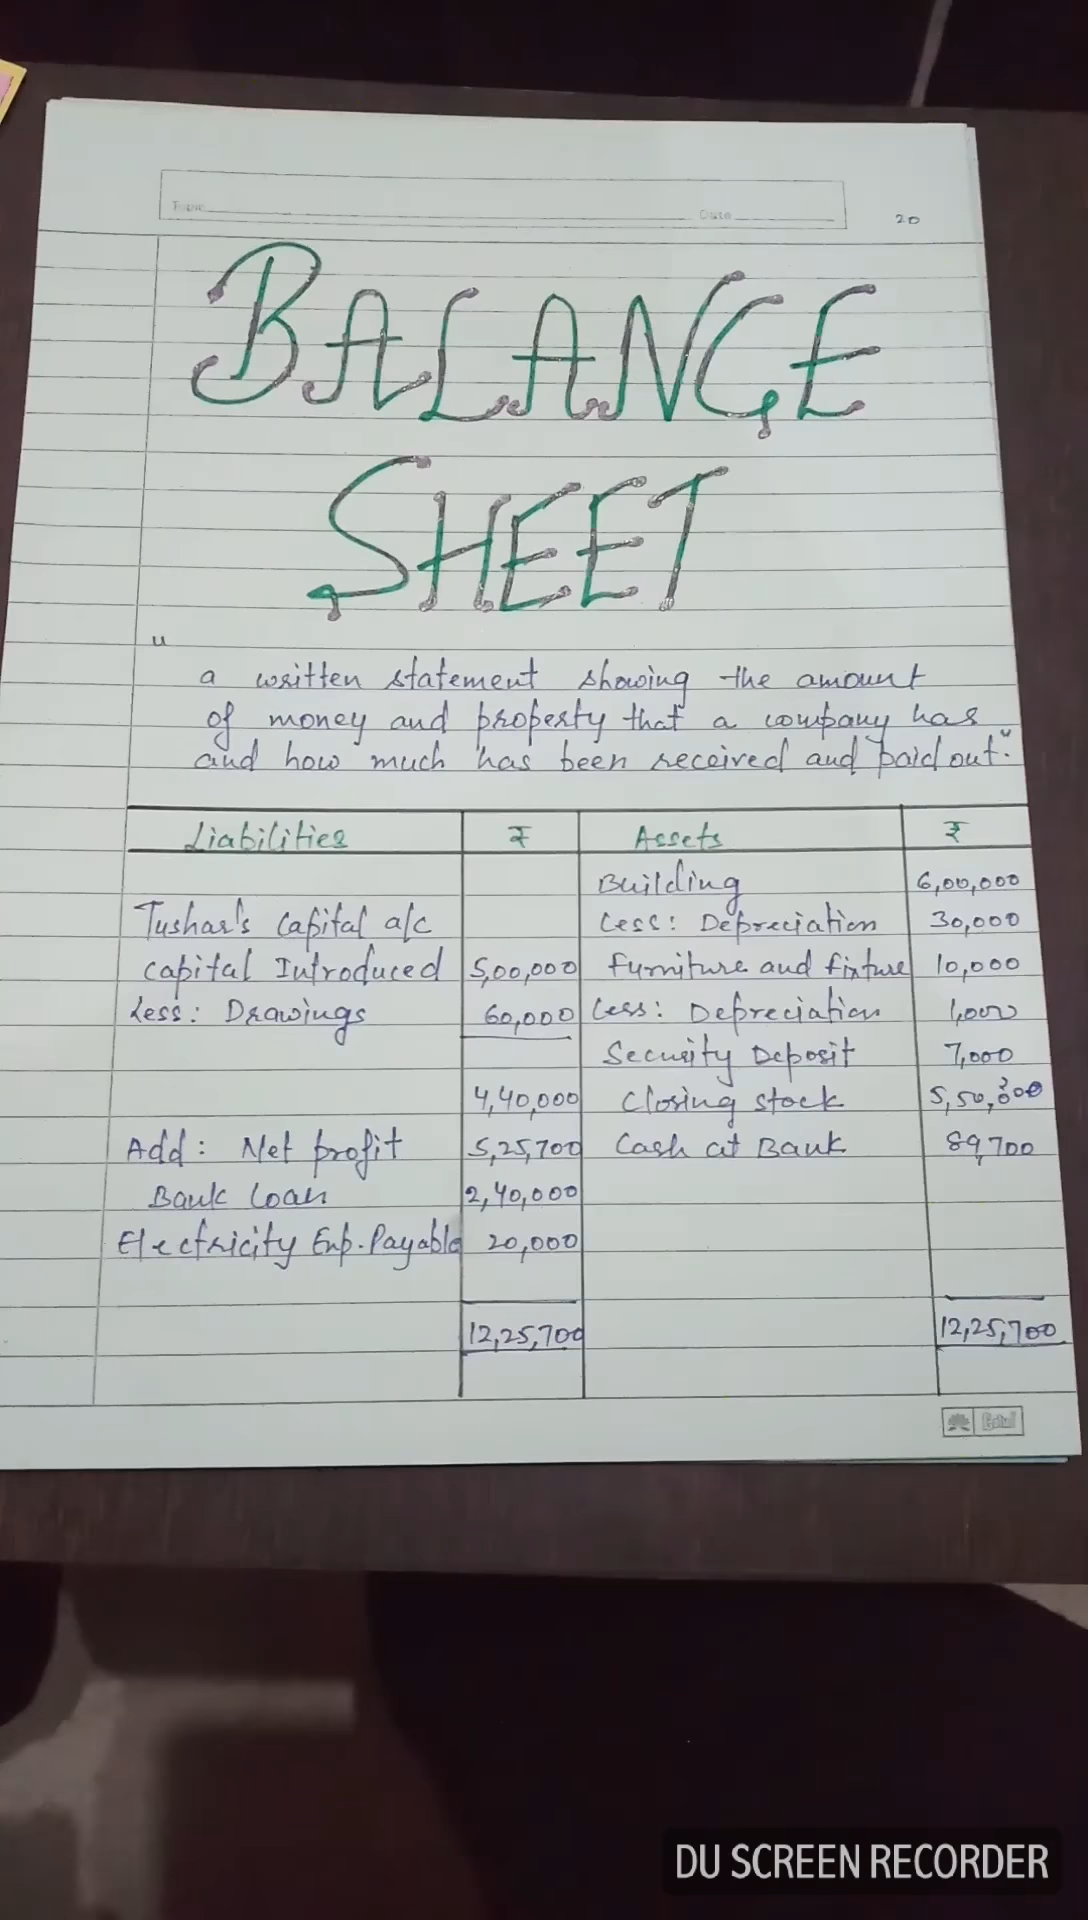 Topic Date
20
BALANCE
SHEET
"
a written statement showing the amount
of money and property that a company has
and how much has been received and paid out."
Liabilities ₹ Assets ₹
Building 6,00,000
Tushar's Capital a/c Less: Depreciation 30,000
Capital Introduced 5,00,000 Furniture and fixture 10,000
Less: Drawings 60,000 Less: Depreciation 1,000
Security Deposit 7,000
4,40,000 Closing stock
Add: Net profit 5,25,700 Cash at Bank 89,700
Bank Loan 2,40,000
Electricity Exp. Payable 20,000
12,25,700 12,25,700
DU SCREEN RECORDER